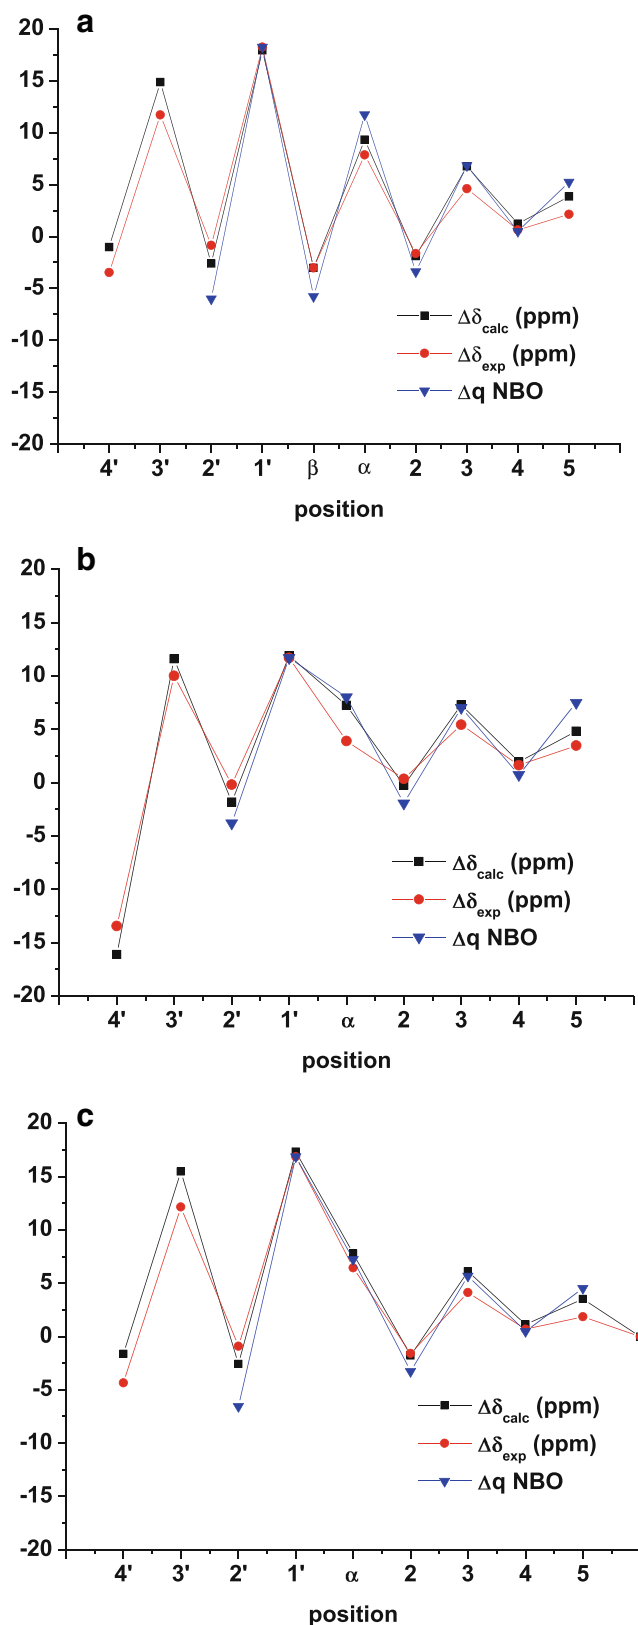 a
20
15
10
5
0
-5
-10
-15
-20
Δδcalc (ppm)
Δδexp (ppm)
Δq NBO
4' 3' 2' 1' β α 2 3 4 5
position
b
20
15
10
5
0
-5
-10
-15
-20
Δδcalc (ppm)
Δδexp (ppm)
Δq NBO
4' 3' 2' 1' α 2 3 4 5
position
c
20
15
10
5
0
-5
-10
-15
-20
Δδcalc (ppm)
Δδexp (ppm)
Δq NBO
4' 3' 2' 1' α 2 3 4 5
position